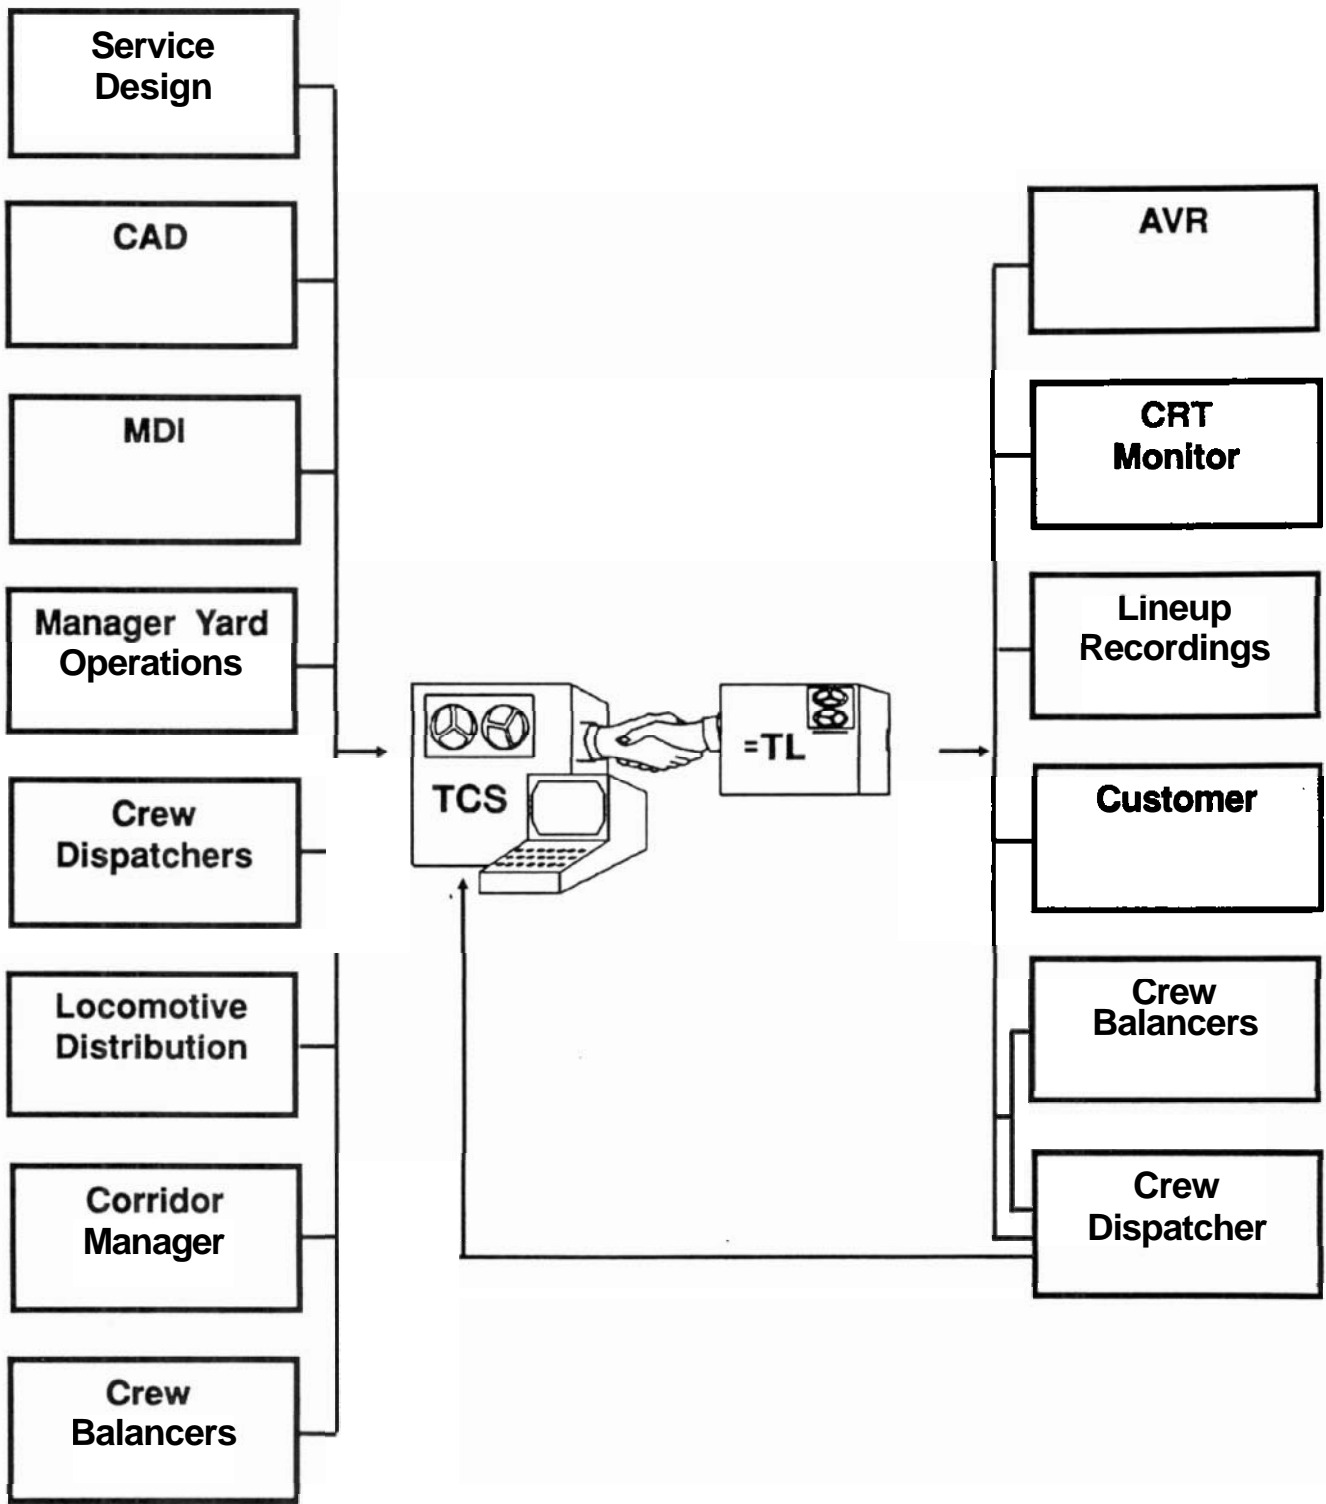 Service
Design
CAD
MDI
Manager Yard
Operations
Crew
Dispatchers
Locomotive
Distribution
Corridor
Manager
Crew
Balancers
TCS
=TL
AVR
CRT
Monitor
Lineup
Recordings
Customer
Crew
Balancers
Crew
Dispatcher